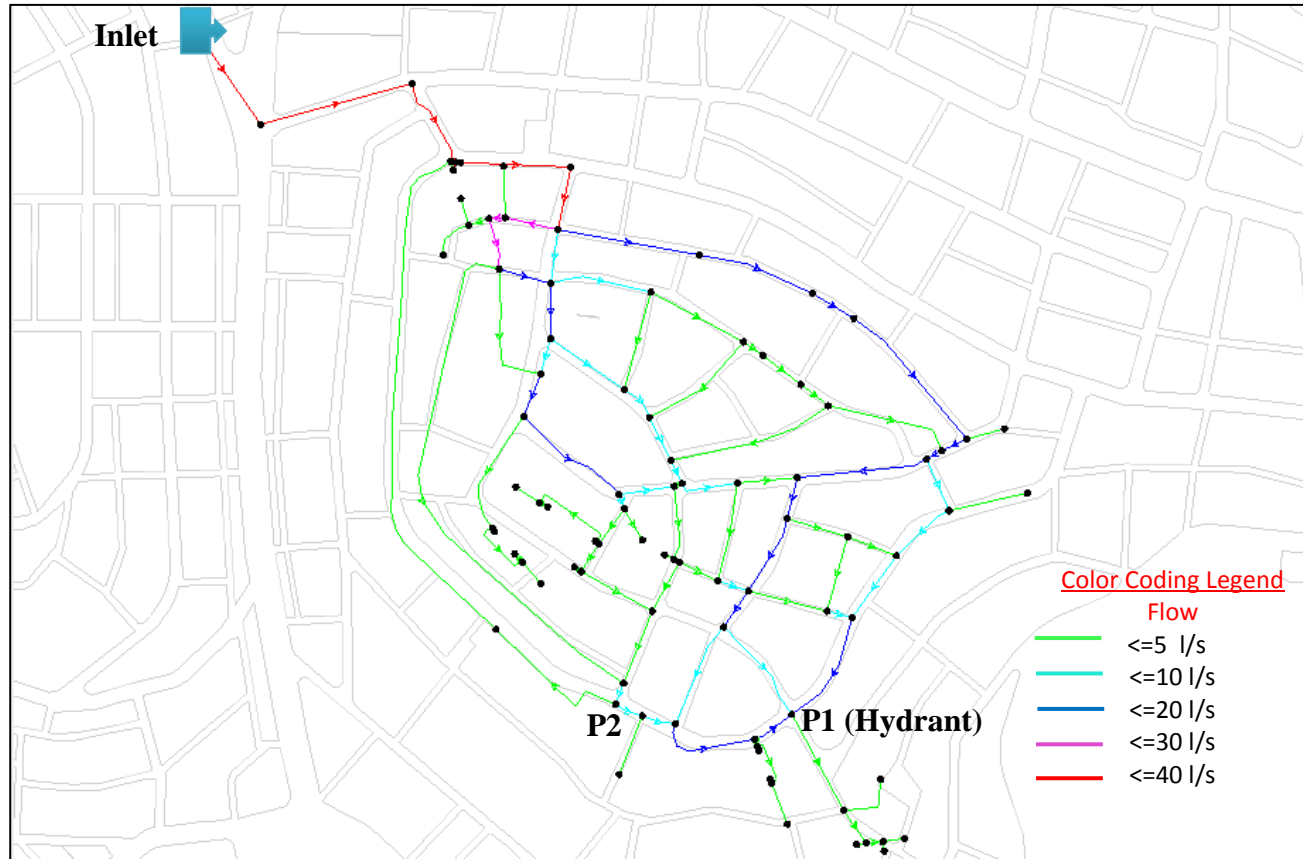 Inlet
P2
P1 (Hydrant)
Color Coding Legend
Flow
<=5 l/s
<=10 l/s
<=20 l/s
<=30 l/s
<=40 l/s